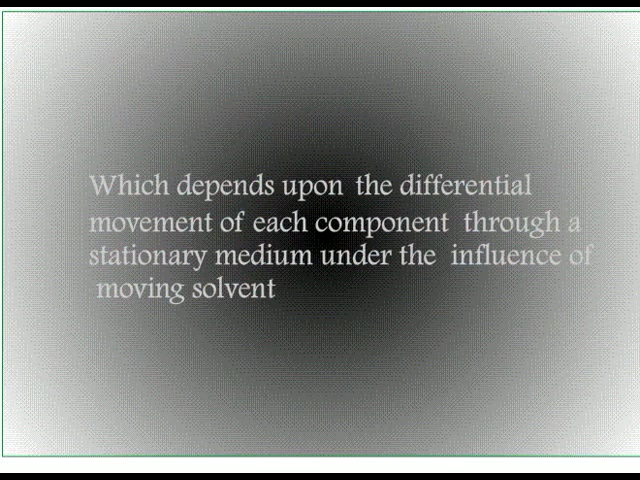 Which depends upon the differential
movement of each component through a
stationary medium under the influence of
moving solvent